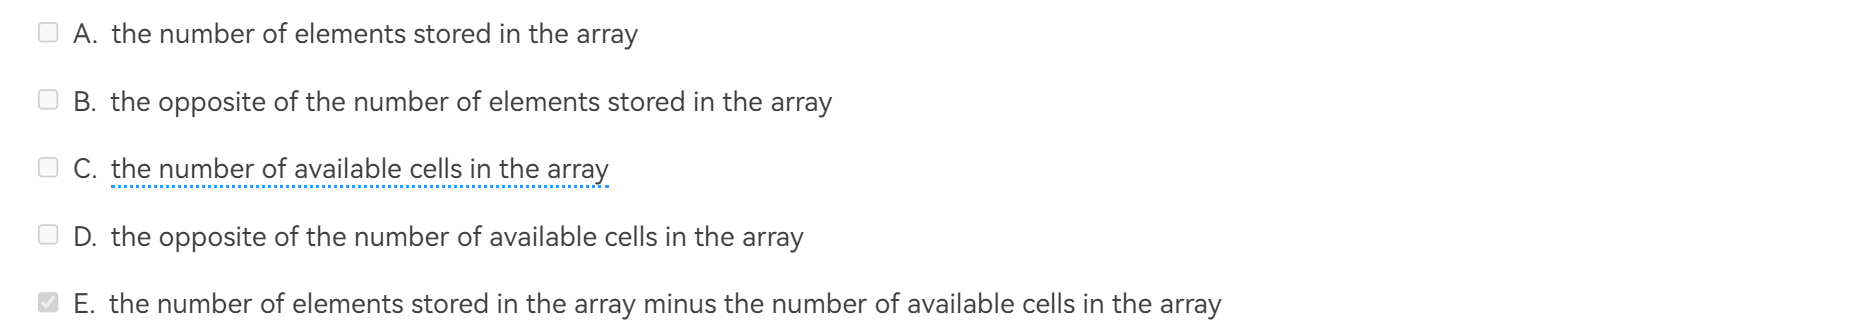 A. the number of elements stored in the array
B. the opposite of the number of elements stored in the array
C. the number of available cells in the array
D. the opposite of the number of available cells in the array
E. the number of elements stored in the array minus the number of available cells in the array